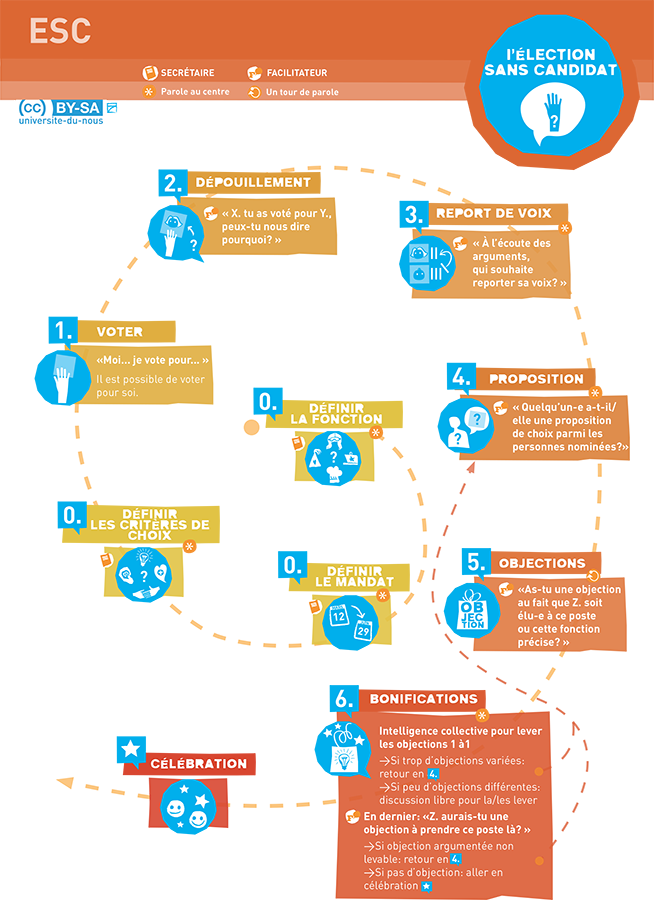 ESC
l'ÉLECTION
SANS CANDIDAT
?
SECRÉTAIRE
FACILITATEUR
Parole au centre
Un tour de parole
(cc) BY-SA
universite-du-nous
2. DÉPOUILLEMENT
« X. tu as voté pour Y.,
peux-tu nous dire
pourquoi? »
?
3. REPORT DE VOIX
« À l'écoute des
arguments,
qui souhaite
reporter sa voix? »
1. VOTER
«Moi... je vote pour... »
Il est possible de voter
pour soi.
4. PROPOSITION
« Quelqu'un-e a-t-il/
elle une proposition
de choix parmi les
personnes nominées?»
? ?
0. DÉFINIR
LA FONCTION
?
0. DÉFINIR
LES CRITÈRES DE
CHOIX
?
0. DÉFINIR
LE MANDAT
12
29
5. OBJECTIONS
«As-tu une objection
au fait que Z. soit
élu-e à ce poste
ou cette fonction
précise? »
OB
JEC
TION
6. BONIFICATIONS
Intelligence collective pour lever
les objections 1 à1
→Si trop d'objections variées:
retour en 4.
→Si peu d'objections différentes:
discussion libre pour la/les lever
En dernier: «Z. aurais-tu une
objection à prendre ce poste là? »
→Si objection argumentée non
levable: retour en 4.
→Si pas d'objection: aller en
célébration
CÉLÉBRATION